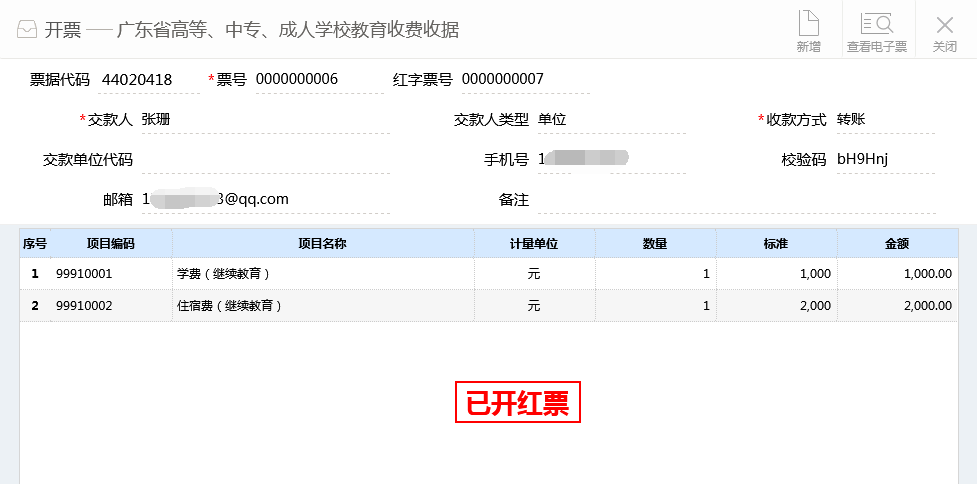 开票 —— 广东省高等、中专、成人学校教育收费收据
新增 查看电子票 关闭
票据代码 44020418 *票号 0000000006 红字票号 0000000007
*交款人 张珊 交款人类型 单位 *收款方式 转账
交款单位代码 手机号 1 校验码 bH9Hnj
邮箱 1 3@qq.com 备注
序号 项目编码 项目名称 计量单位 数量 标准 金额
1 99910001 学费（继续教育） 元 1 1,000 1,000.00
2 99910002 住宿费（继续教育） 元 1 2,000 2,000.00
已开红票